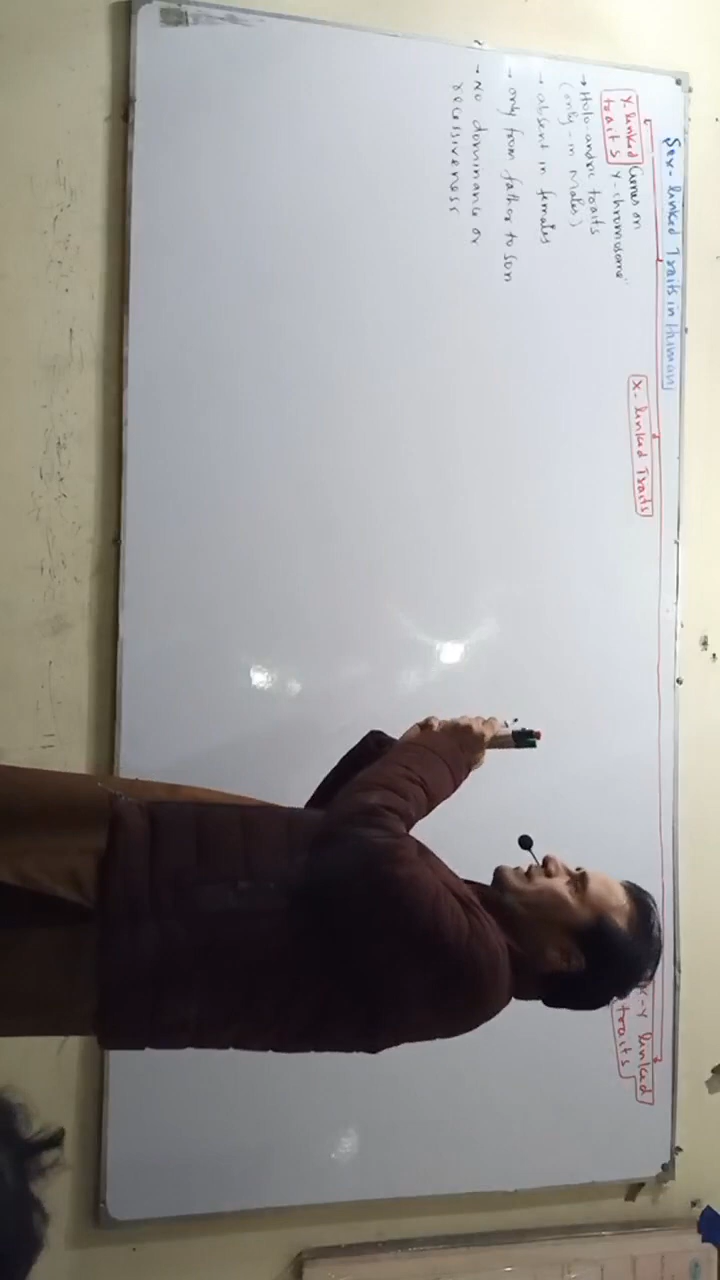 Sex-linked Traits in Human
Y-linked
traits
Genes on
Y-chromosome"
→ Holo-andric traits
(only-in Males)
→ absent in females
→ only from father to son
→ No dominance or
recessiveness
X-linked Traits
X-Y linked
traits